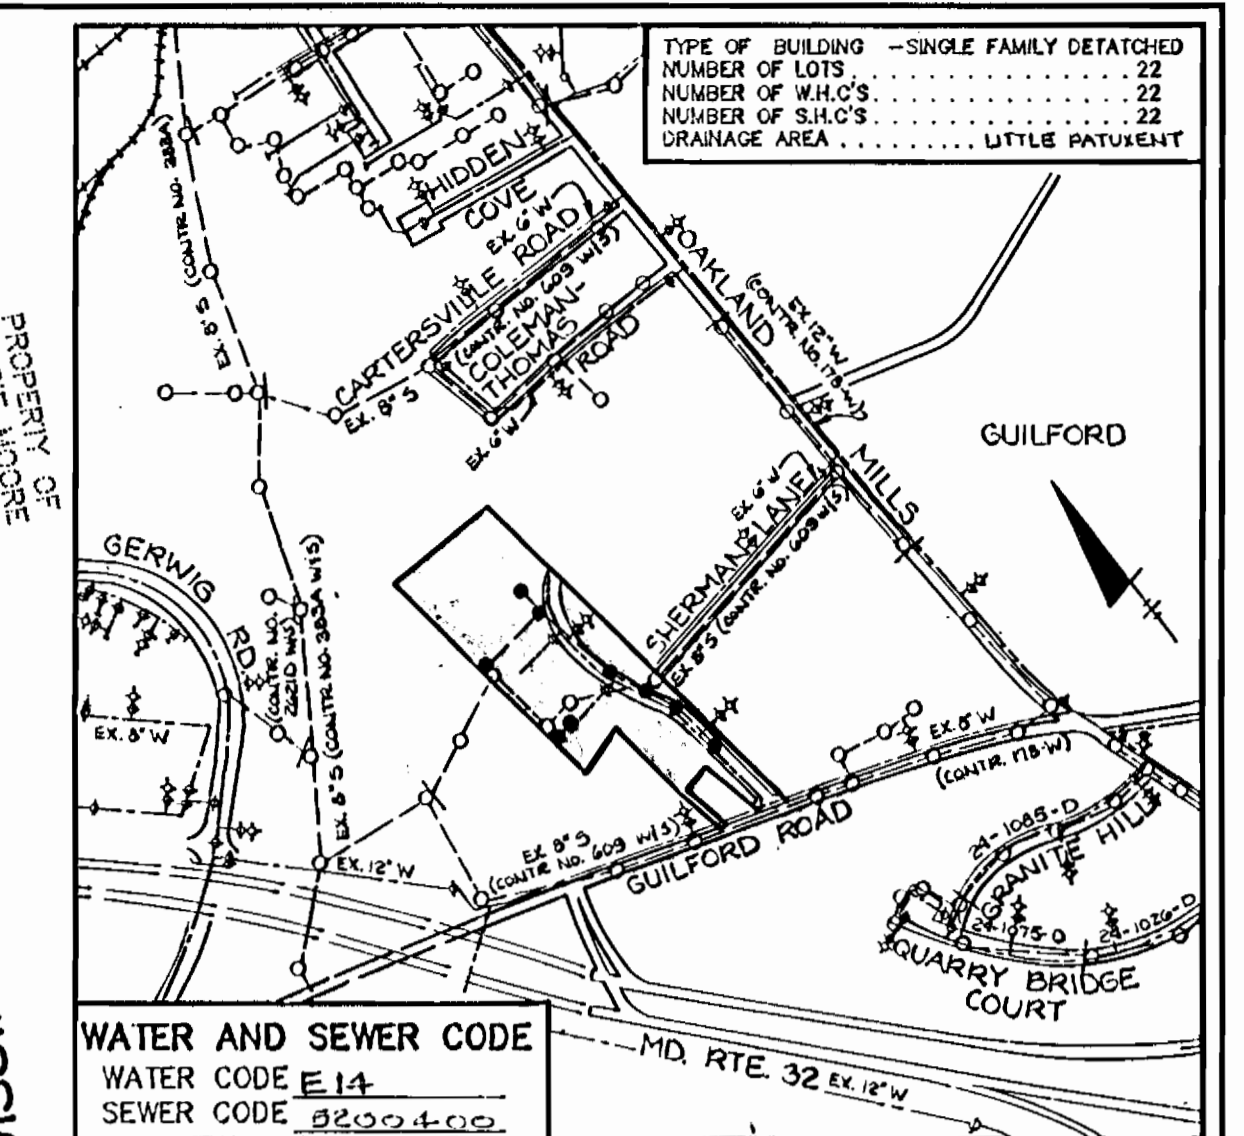 TYPE OF BUILDING - SINGLE FAMILY DETATCHED
NUMBER OF LOTS . . . . . . . . . . . . . . . . 22
NUMBER OF W.H.C'S . . . . . . . . . . . . . . . 22
NUMBER OF S.H.C'S . . . . . . . . . . . . . . . 22
DRAINAGE AREA . . . . . . . . . LITTLE PATUXENT
HIDDEN
COVE
EX. 6" W
CARTERSVILLE ROAD
(CONTR. NO. 609 W/S)
COLEMAN-
THOMAS
ROAD
EX. 8" S
EX. 6" W
EX. 8" S (CONTR NO. 383A)
OAKLAND
MILLS
EX. 12" W
(CONTR. NO. 178-W)
GUILFORD
EX. 6" W
SHERMAN LANE
EX. 8" S (CONTR. NO. 609 W/S)
PROPERTY OF
MOORE
GERWIG
RD.
(CONTR. NO.
EX. 8" S (CONTR NO. 383A W/S)
EX. 8" W
EX. 8" W
(CONTR. 178-W)
EX. 12" W
EX 8" S
(CONTR NO. 609 W/S)
GUILFORD ROAD
24-1085-D
GRANITE HILL
24-1075-D
24-1026-D
QUARRY BRIDGE
COURT
MD. RTE. 32 EX. 12" W
WATER AND SEWER CODE
WATER CODE E14
SEWER CODE 5200400